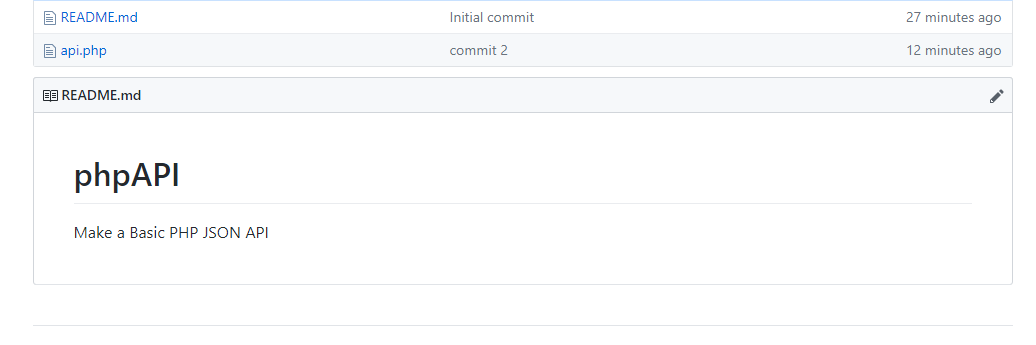 README.md Initial commit 27 minutes ago
api.php commit 2 12 minutes ago
README.md
phpAPI
Make a Basic PHP JSON API